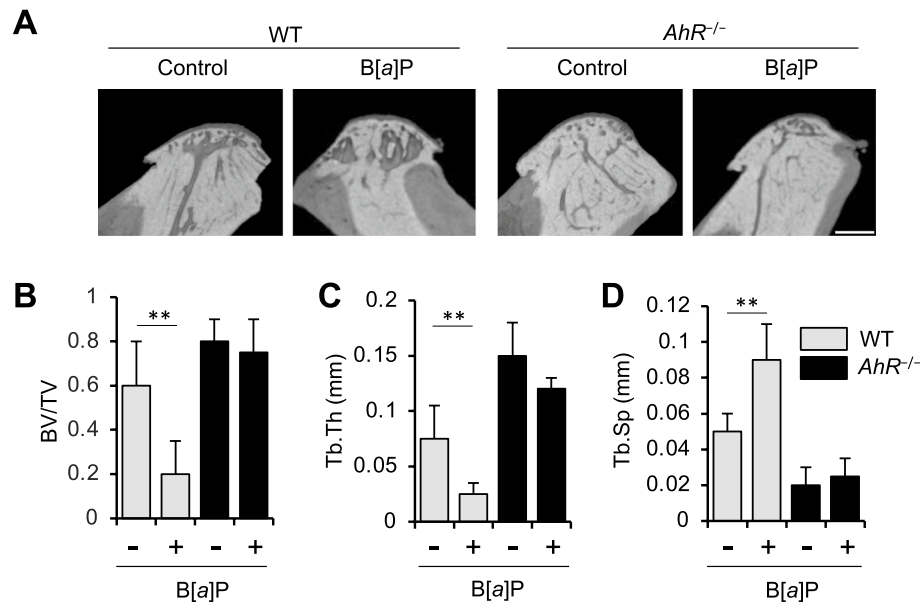 A
WT
AhR⁻/⁻
Control
B[a]P
Control
B[a]P
B
1
0.8
0.6
0.4
0.2
0
BV/TV
**
- + - +
B[a]P
C
0.2
0.15
0.1
0.05
0
Tb.Th (mm)
**
- + - +
B[a]P
D
0.12
0.1
0.08
0.06
0.04
0.02
0
Tb.Sp (mm)
**
WT
AhR⁻/⁻
- + - +
B[a]P